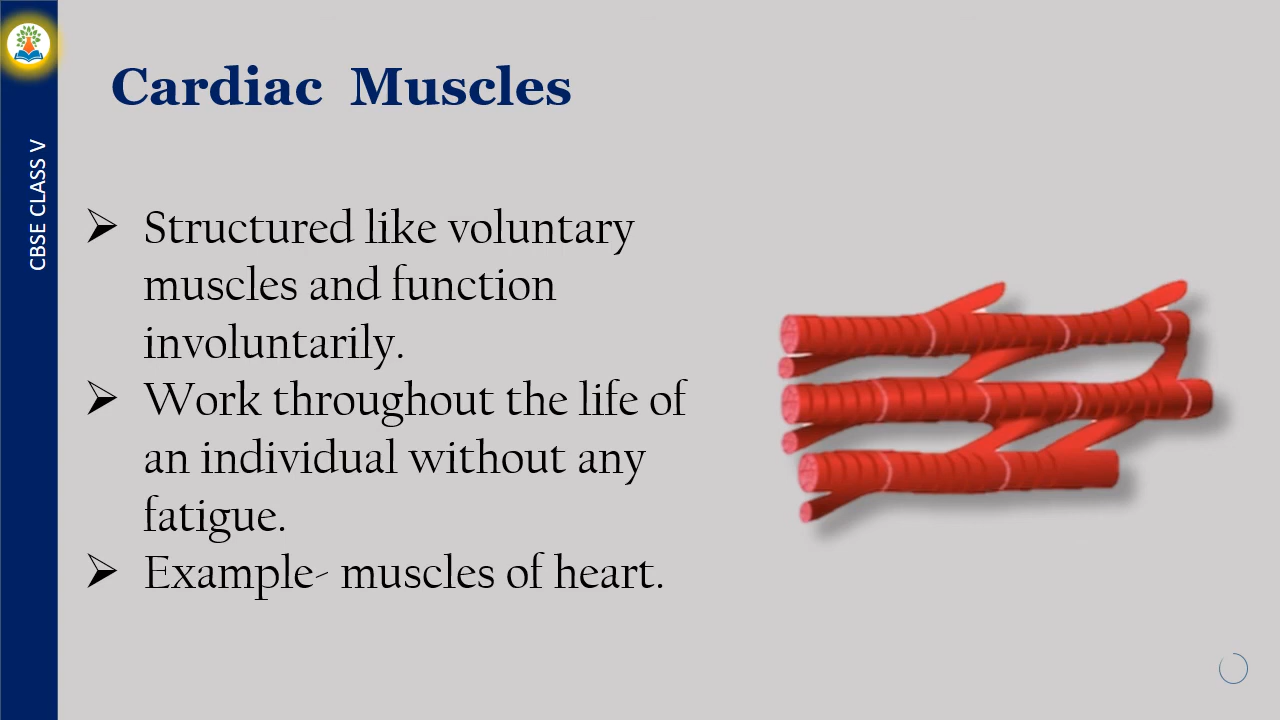 CBSE CLASS V
Cardiac Muscles
➢ Structured like voluntary
muscles and function
involuntarily.
➢ Work throughout the life of
an individual without any
fatigue.
➢ Example- muscles of heart.